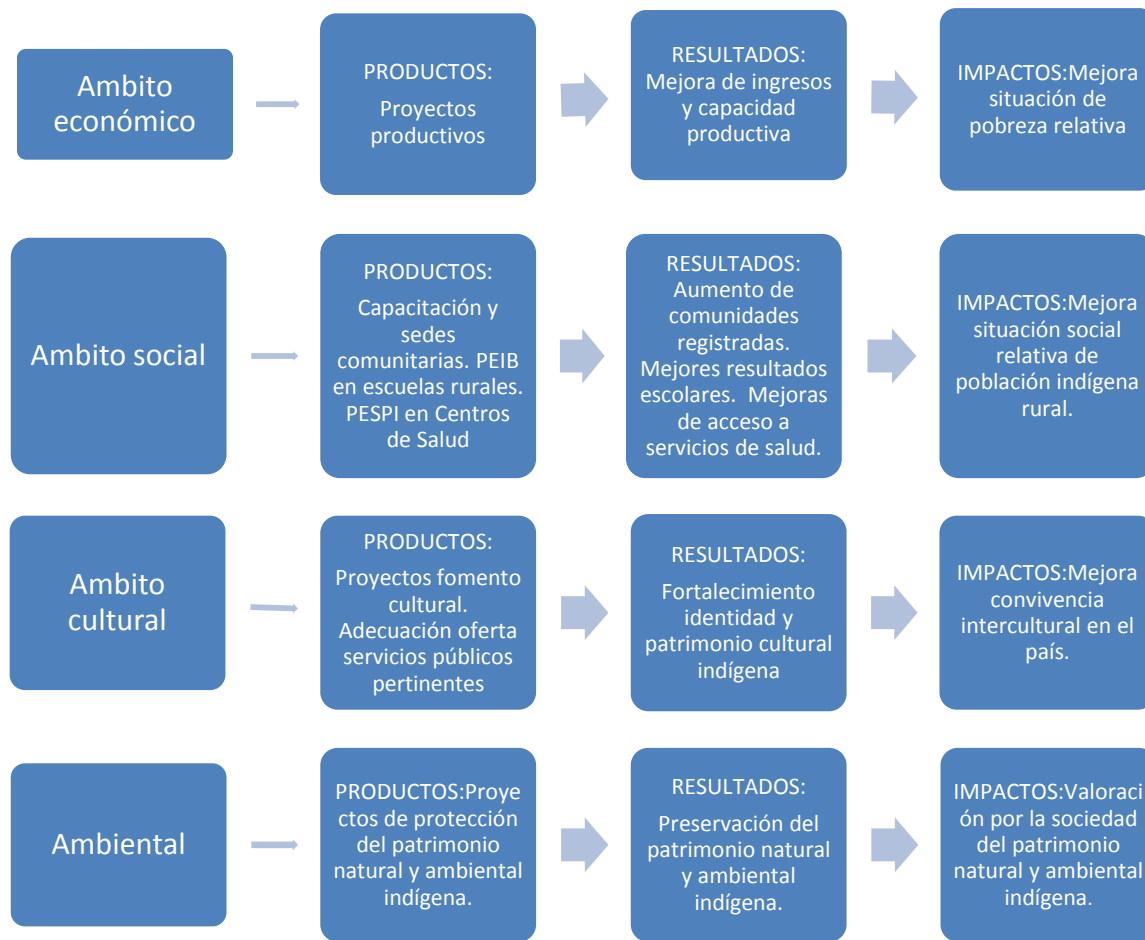 Ambito
económico
PRODUCTOS:
Proyectos
productivos
RESULTADOS:
Mejora de ingresos
y capacidad
productiva
IMPACTOS:Mejora
situación de
pobreza relativa
Ambito social
PRODUCTOS:
Capacitación y
sedes
comunitarias. PEIB
en escuelas rurales.
PESPI en Centros
de Salud
RESULTADOS:
Aumento de
comunidades
registradas.
Mejores resultados
escolares. Mejoras
de acceso a
servicios de salud.
IMPACTOS:Mejora
situación social
relativa de
población indígena
rural.
Ambito
cultural
PRODUCTOS:
Proyectos fomento
cultural.
Adecuación oferta
servicios públicos
pertinentes
RESULTADOS:
Fortalecimiento
identidad y
patrimonio cultural
indígena
IMPACTOS:Mejora
convivencia
intercultural en el
país.
Ambiental
PRODUCTOS:Proye
ctos de protección
del patrimonio
natural y ambiental
indígena.
RESULTADOS:
Preservación del
patrimonio natural
y ambiental
indígena.
IMPACTOS:Valoraci
ón por la sociedad
del patrimonio
natural y ambiental
indígena.